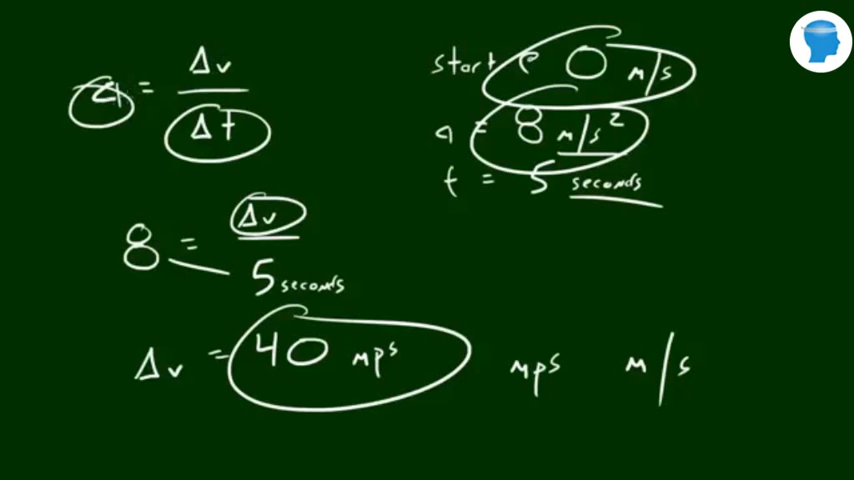 a = Δv / Δt
start @ 0 m/s
a = 8 m/s²
t = 5 seconds
8 = Δv / 5 seconds
Δv = 40 mps mps m/s